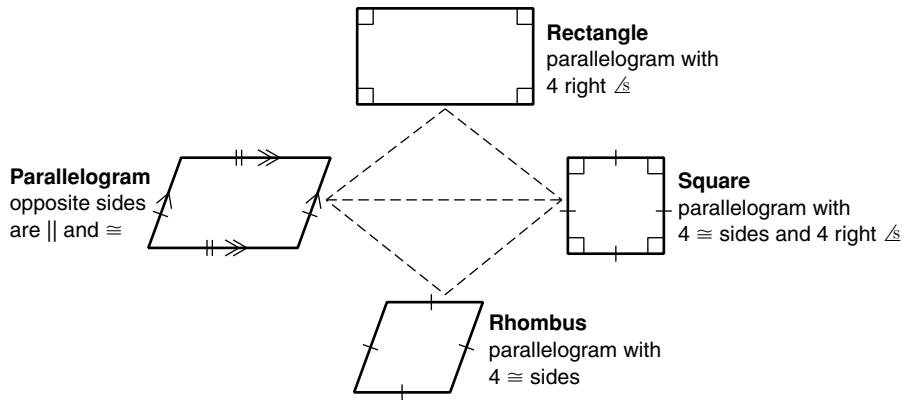 Rectangle
parallelogram with
4 right ∠s
Parallelogram
opposite sides
are || and ≅
Square
parallelogram with
4 ≅ sides and 4 right ∠s
Rhombus
parallelogram with
4 ≅ sides